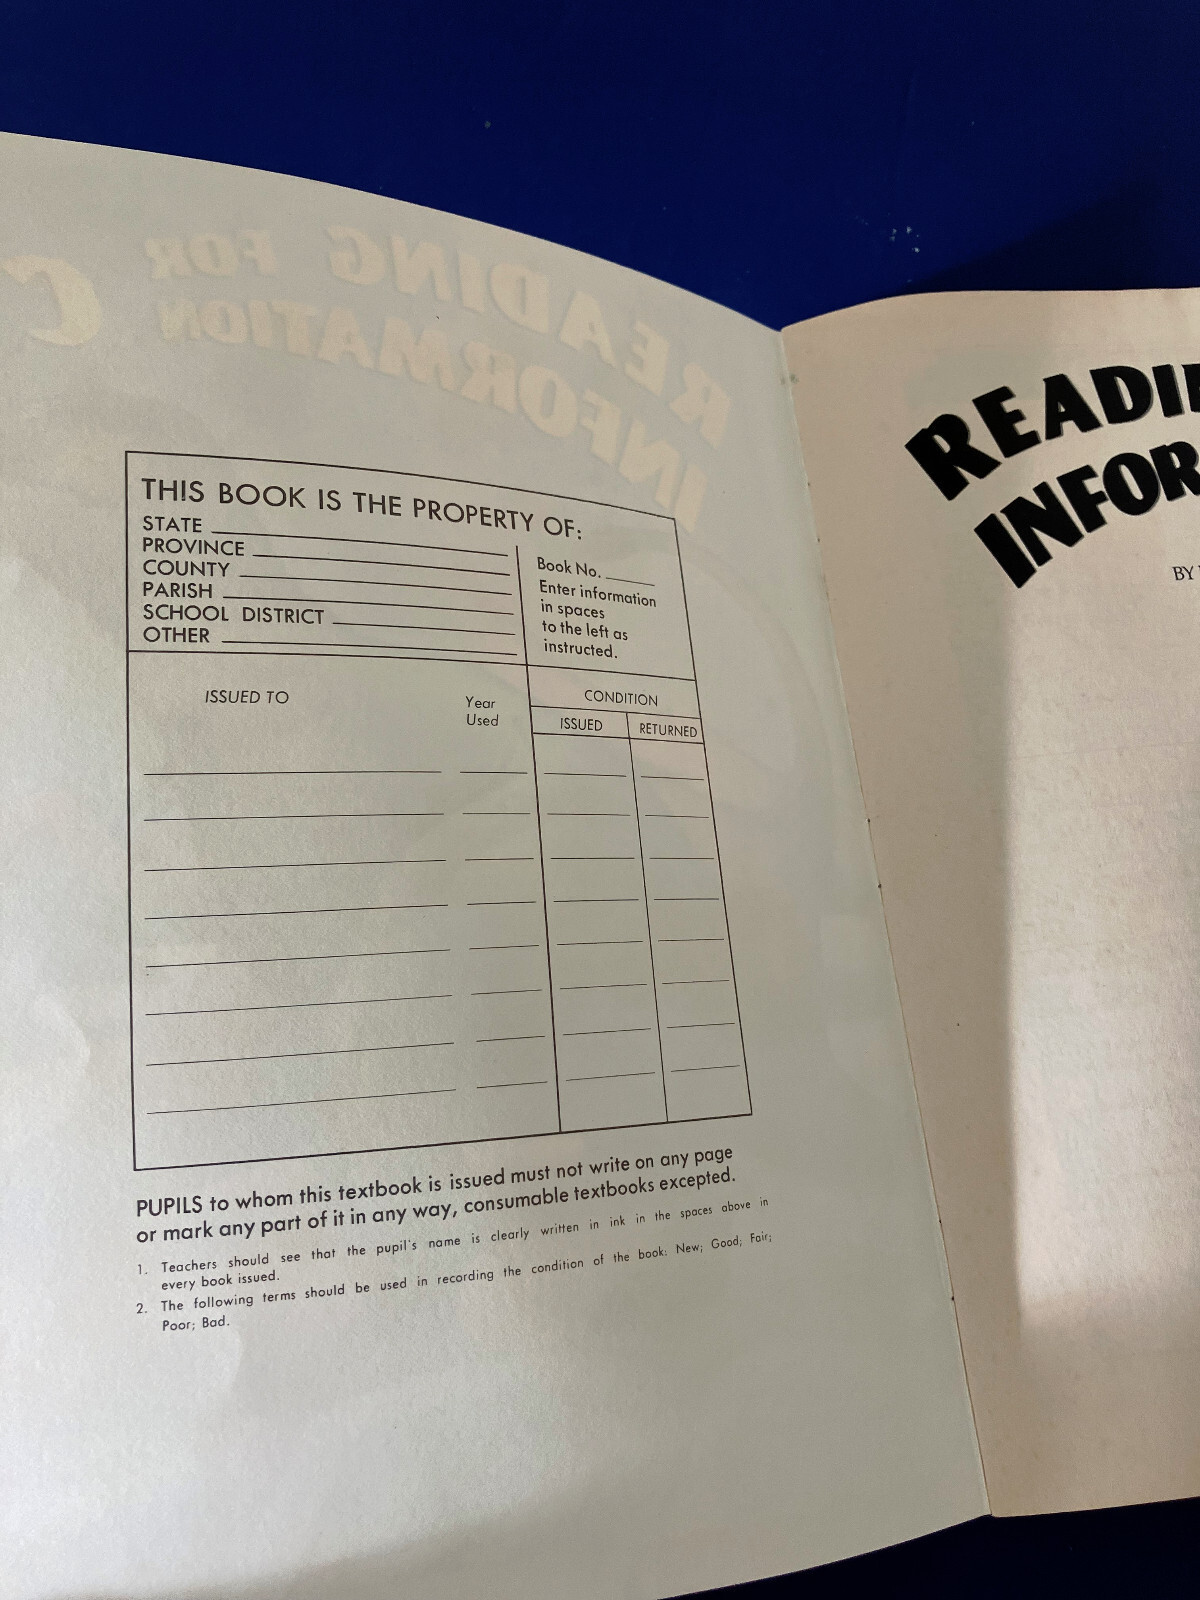 THIS BOOK IS THE PROPERTY OF:
STATE
PROVINCE
COUNTY
PARISH
SCHOOL DISTRICT
OTHER
Book No.
Enter information
in spaces
to the left as
instructed.
ISSUED TO
Year
Used
CONDITION
ISSUED
RETURNED
PUPILS to whom this textbook is issued must not write on any page
or mark any part of it in any way, consumable textbooks excepted.
1. Teachers should see that the pupil's name is clearly written in ink in the spaces above in
every book issued.
2. The following terms should be used in recording the condition of the book: New; Good; Fair;
Poor; Bad.
READING FOR
INFORMATION C
READI
INFOR
BY